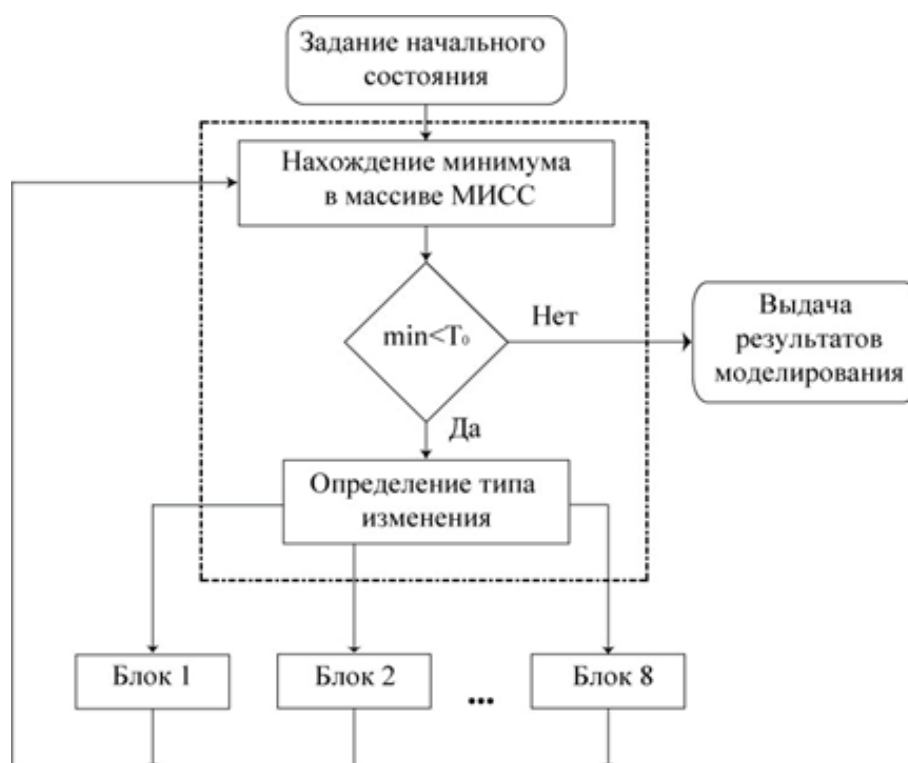 Задание начального
состояния
Нахождение минимума
в массиве МИСС
min<T₀
Нет
Выдача
результатов
моделирования
Да
Определение типа
изменения
Блок 1
Блок 2
...
Блок 8